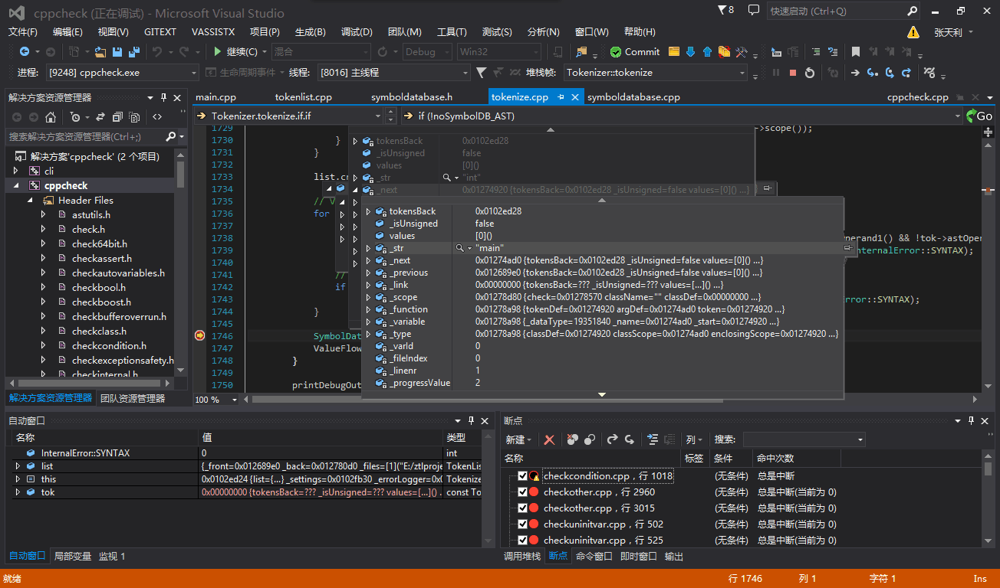 cppcheck (正在调试) - Microsoft Visual Studio
8
快速启动 (Ctrl+Q)
文件(F) 编辑(E) 视图(V) GITEXT VASSISTX 项目(P) 生成(B) 调试(D) 团队(M) 工具(T) 测试(S) 分析(N) 窗口(W) 帮助(H) 张天利
继续(C) 混合 Debug Win32 Commit
进程: [9248] cppcheck.exe 生命周期事件 线程: [8016] 主线程 堆栈帧: Tokenizer::tokenize
解决方案资源管理器
main.cpp tokenlist.cpp symboldatabase.h tokenize.cpp symboldatabase.cpp cppcheck.cpp
Tokenizer.tokenize.if.if if (!noSymbolDB_AST) Go
搜索解决方案资源管理器(Ctrl+;)
解决方案'cppcheck' (2 个项目)
cli
cppcheck
Header Files
astutils.h
check.h
check64bit.h
checkassert.h
checkautovariables.h
checkbool.h
checkboost.h
checkbufferoverrun.h
checkclass.h
checkcondition.h
checkexceptionsafety.h
checkinternal.h
解决方案资源管理器 团队资源管理器
1729 ->scope());
1730 }
1731 }
1732
1733 list.cr
1734
1735 // V
1736 for
1737
1738 erand1() && !tok->astOpe
1739 nternalError::SYNTAX);
1740
1741 //
1742 if
1743 ror::SYNTAX);
1744 }
1745
1746 SymbolDat
1747 ValueFlow
1748 }
1749
1750 printDebugOut
100 %
tokensBack 0x0102ed28
_isUnsigned false
values [0]()
_str "int"
_next 0x01274920 {tokensBack=0x0102ed28 _isUnsigned=false values=[0]() ...}
tokensBack 0x0102ed28
_isUnsigned false
values [0]()
_str "main"
_next 0x01274ad0 {tokensBack=0x0102ed28 _isUnsigned=false values=[0]() ...}
_previous 0x012689e0 {tokensBack=0x0102ed28 _isUnsigned=false values=[0]() ...}
_link 0x00000000 {tokensBack=??? _isUnsigned=??? values=[...]() ...}
_scope 0x01278d80 {check=0x01278570 className="" classDef=0x00000000 ...}
_function 0x01278a98 {tokenDef=0x01274920 argDef=0x01274ad0 token=0x01274920 ...}
_variable 0x01278a98 {_dataType=19351840 _name=0x01274ad0 _start=0x01274920 ...}
_type 0x01278a98 {classDef=0x01274920 classScope=0x01274ad0 enclosingScope=0x01274920 ...}
_varId 0
_fileIndex 0
_linenr 1
_progressValue 2
自动窗口
名称 值 类型
InternalError::SYNTAX 0 int
list {_front=0x012689e0 _back=0x012780d0 _files=[1]("E:/ztlproje TokenLis
this 0x0102ed24 {list={...} _settings=0x0102fb30 _errorLogger=0x0 Tokenize
tok 0x00000000 {tokensBack=??? _isUnsigned=??? values=[...]() . const To
自动窗口 局部变量 监视 1
断点
新建 列 搜索:
名称 标签 条件 命中次数
checkcondition.cpp，行 1018 (无条件) 总是中断
checkother.cpp，行 2960 (无条件) 总是中断(当前为 0)
checkother.cpp，行 3015 (无条件) 总是中断(当前为 0)
checkuninitvar.cpp，行 502 (无条件) 总是中断(当前为 0)
checkuninitvar.cpp，行 525 (无条件) 总是中断(当前为 0)
调用堆栈 断点 命令窗口 即时窗口 输出
就绪 行 1746 列 1 字符 1 Ins